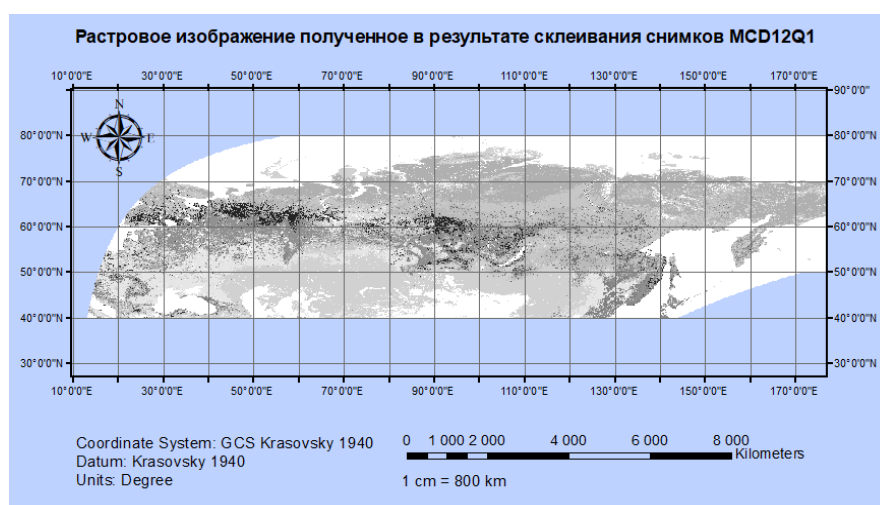 Растровое изображение полученное в результате склеивания снимков MCD12Q1
10°0'0"E 30°0'0"E 50°0'0"E 70°0'0"E 90°0'0"E 110°0'0"E 130°0'0"E 150°0'0"E 170°0'0"E
90°0'0"
N
80°0'0"N W E 80°0'0"N
S
70°0'0"N 70°0'0"N
60°0'0"N 60°0'0"N
50°0'0"N 50°0'0"N
40°0'0"N 40°0'0"N
30°0'0"N 30°0'0"N
10°0'0"E 30°0'0"E 50°0'0"E 70°0'0"E 90°0'0"E 110°0'0"E 130°0'0"E 150°0'0"E 170°0'0"E
Coordinate System: GCS Krasovsky 1940
Datum: Krasovsky 1940
Units: Degree
0 1 000 2 000 4 000 6 000 8 000
Kilometers
1 cm = 800 km